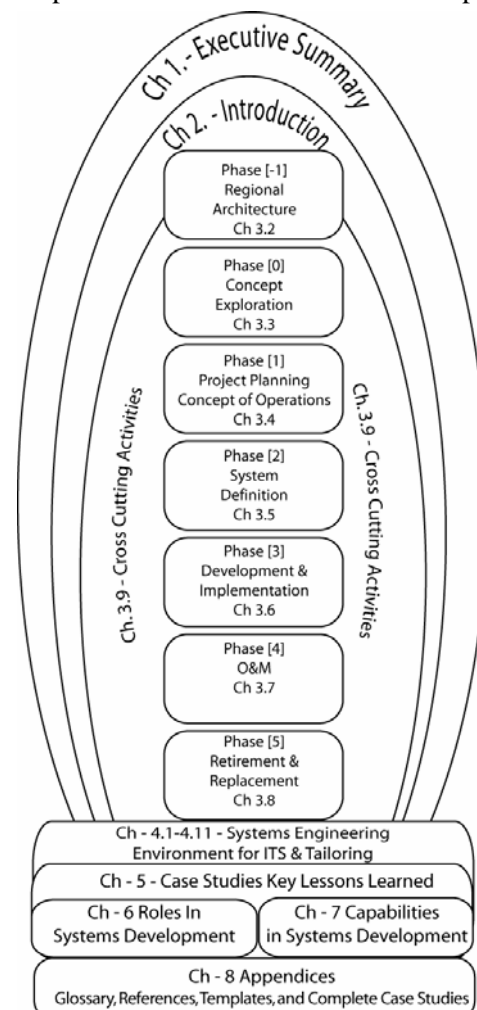 Ch 1.- Executive Summary
Ch 2. - Introduction
Phase [-1]
Regional
Architecture
Ch 3.2
Phase [0]
Concept
Exploration
Ch 3.3
Phase [1]
Project Planning
Concept of Operations
Ch 3.4
Ch. 3.9 - Cross Cutting Activities
Ch. 3.9 - Cross Cutting Activities
Phase [2]
System
Definition
Ch 3.5
Phase [3]
Development &
Implementation
Ch 3.6
Phase [4]
O&M
Ch 3.7
Phase [5]
Retirement &
Replacement
Ch 3.8
Ch - 4.1-4.11 - Systems Engineering
Environment for ITS & Tailoring
Ch - 5 - Case Studies Key Lessons Learned
Ch - 6 Roles In
Systems Development
Ch - 7 Capabilities
in Systems Development
Ch - 8 Appendices
Glossary, References, Templates, and Complete Case Studies